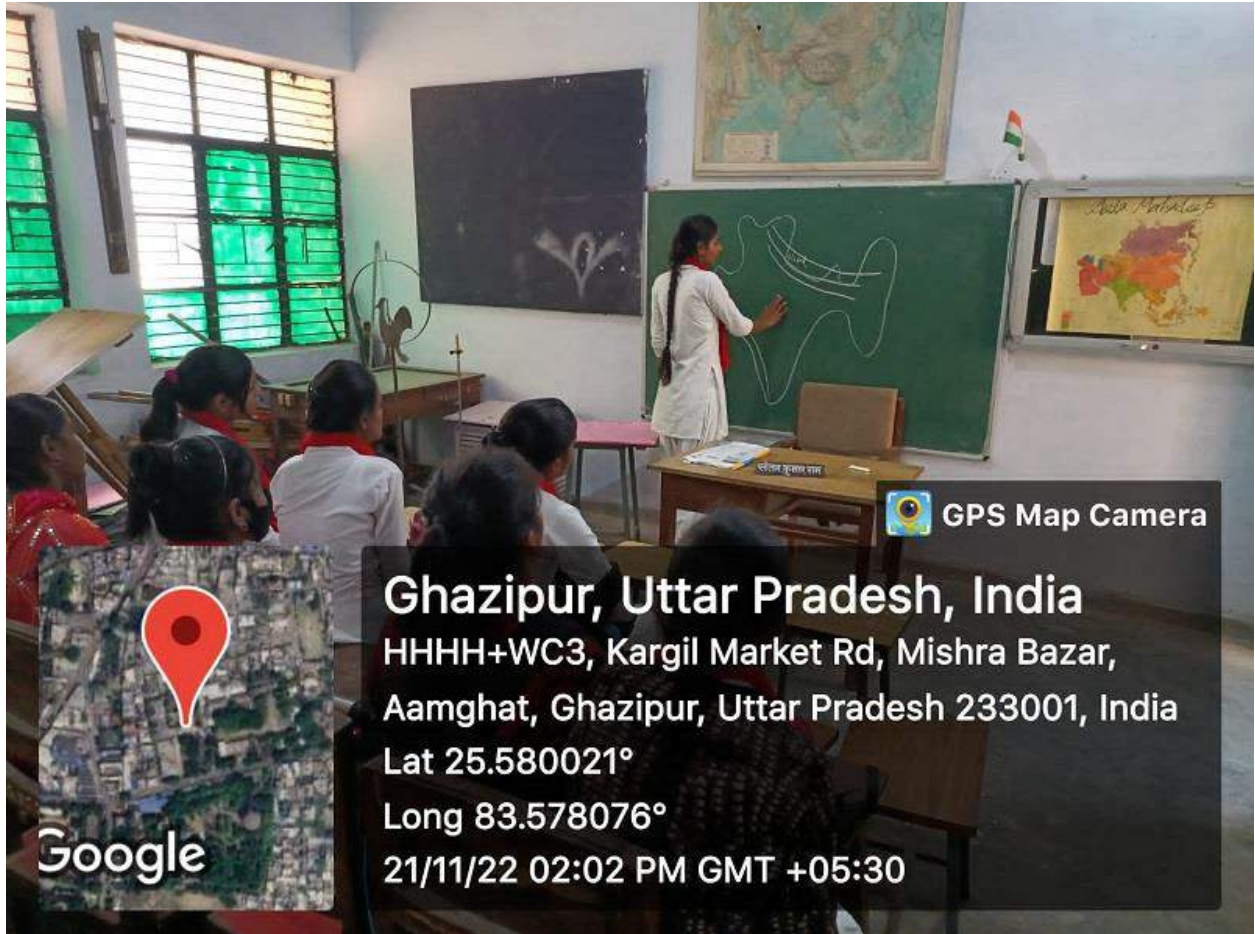 Asia Mahadeep
GPS Map Camera
Ghazipur, Uttar Pradesh, India
HHHH+WC3, Kargil Market Rd, Mishra Bazar,
Aamghat, Ghazipur, Uttar Pradesh 233001, India
Lat 25.580021°
Long 83.578076°
21/11/22 02:02 PM GMT +05:30
Google